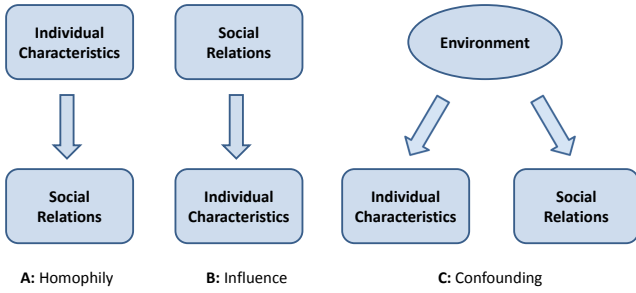 Individual
Characteristics
Social
Relations
A: Homophily
Social
Relations
Individual
Characteristics
B: Influence
Environment
Individual
Characteristics
Social
Relations
C: Confounding